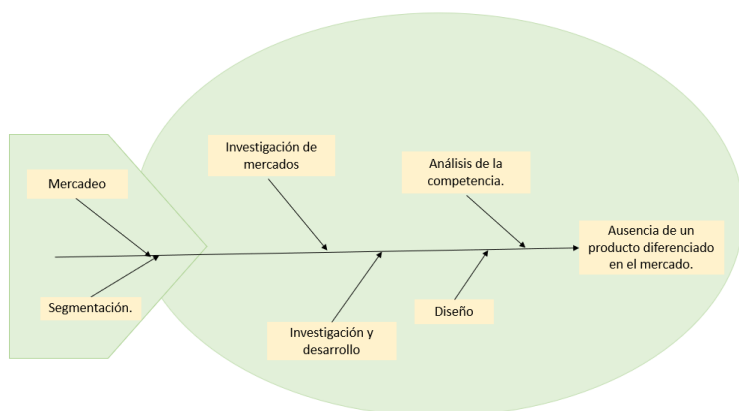 Investigación de
mercados
Análisis de la
competencia.
Mercadeo
Ausencia de un
producto diferenciado
en el mercado.
Segmentación.
Diseño
Investigación y
desarrollo